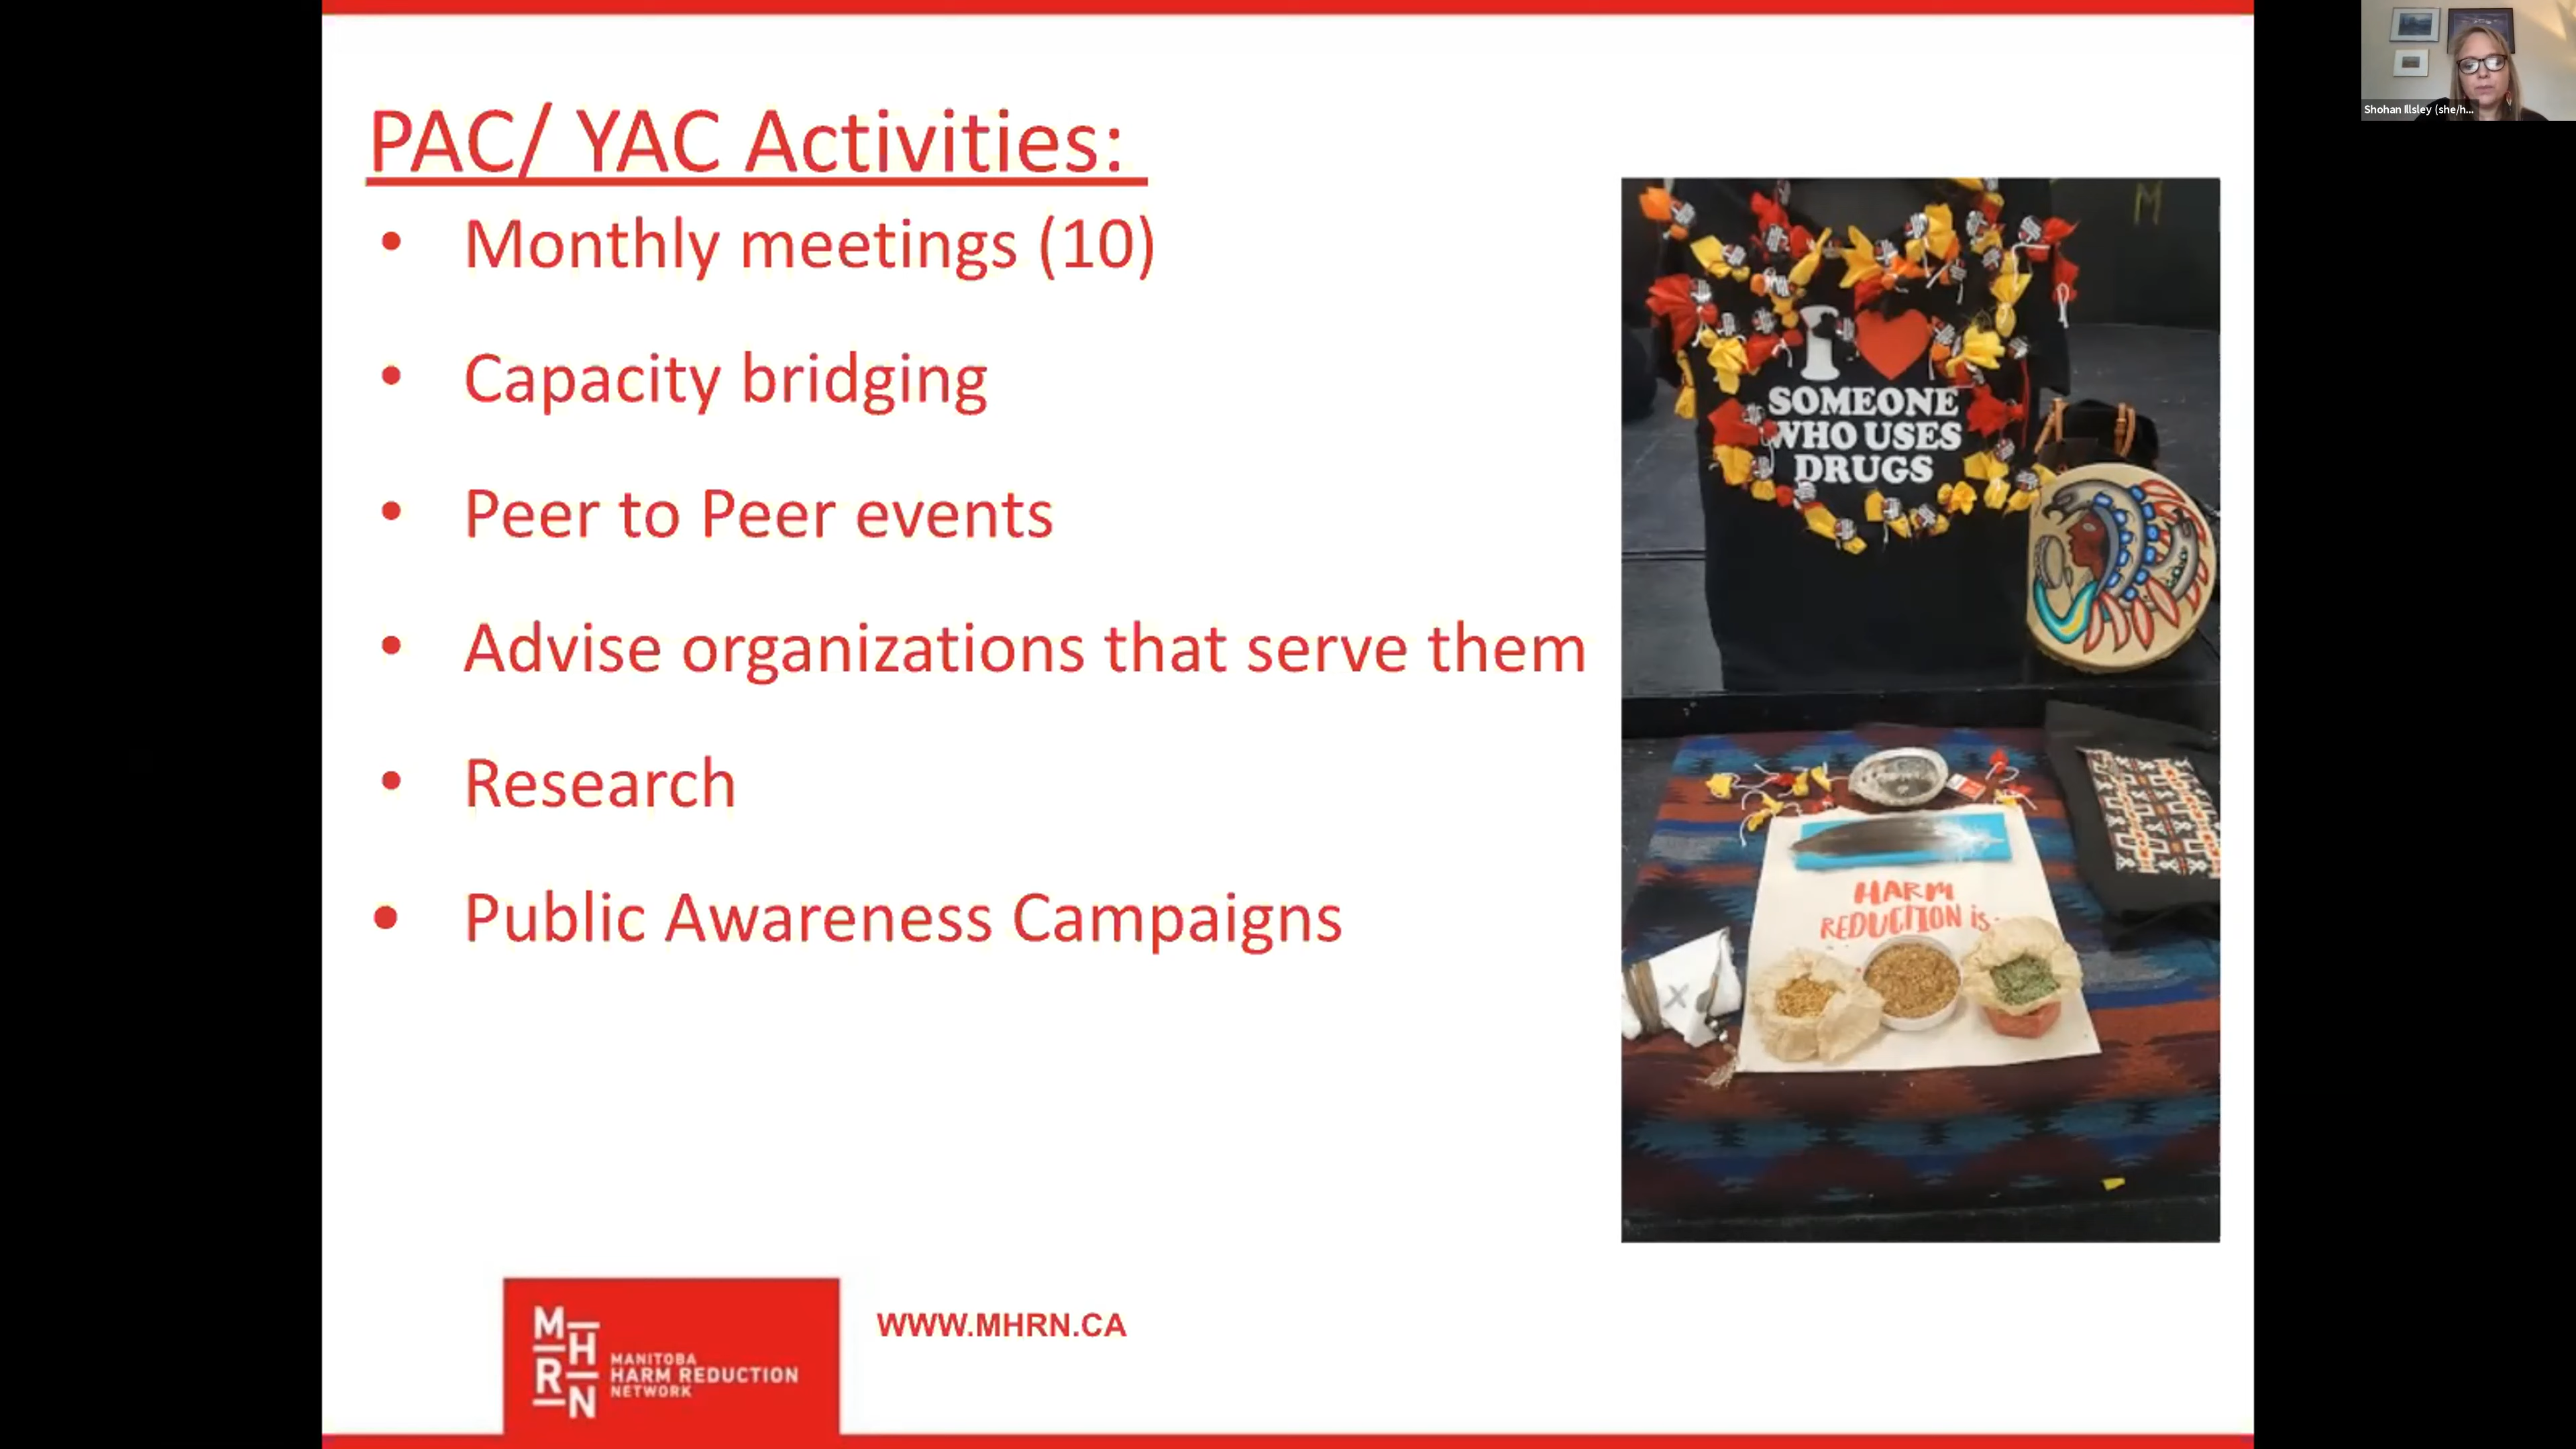 PAC/ YAC Activities:
• Monthly meetings (10)
• Capacity bridging
• Peer to Peer events
• Advise organizations that serve them
• Research
• Public Awareness Campaigns
I
SOMEONE
WHO USES
DRUGS
M
HARM
REDUCTION is
MHRN
MANITOBA
HARM REDUCTION
NETWORK
WWW.MHRN.CA
Shohan Illsley (she/h...